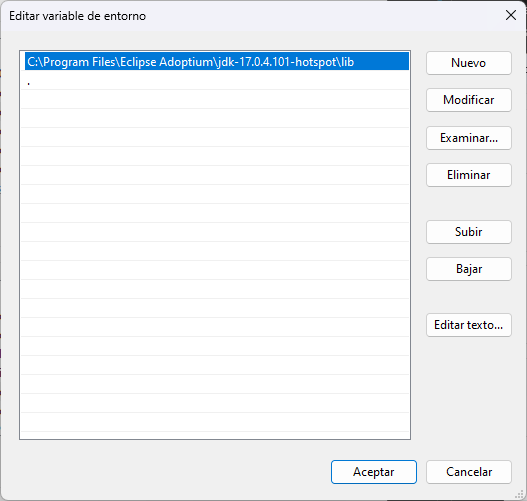 Editar variable de entorno
C:\Program Files\Eclipse Adoptium\jdk-17.0.4.101-hotspot\lib
.
Nuevo
Modificar
Examinar...
Eliminar
Subir
Bajar
Editar texto...
Aceptar
Cancelar